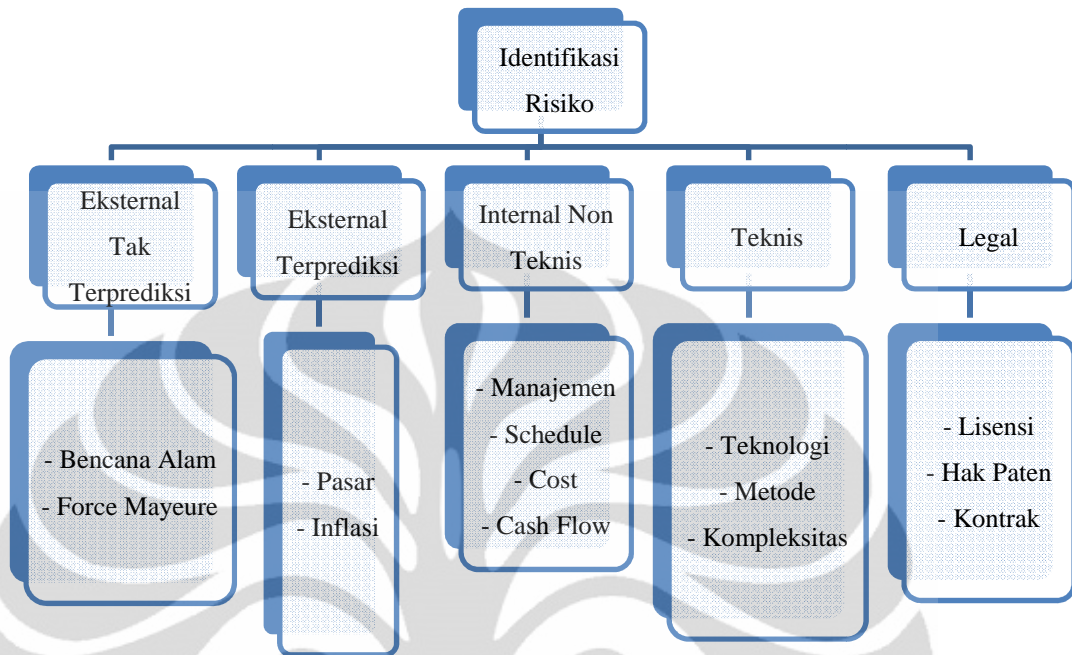 Identifikasi
Risiko
Eksternal
Tak
Terprediksi
Eksternal
Terprediksi
Internal Non
Teknis
Teknis
Legal
- Bencana Alam
- Force Mayeure
- Pasar
- Inflasi
- Manajemen
- Schedule
- Cost
- Cash Flow
- Teknologi
- Metode
- Kompleksitas
- Lisensi
- Hak Paten
- Kontrak